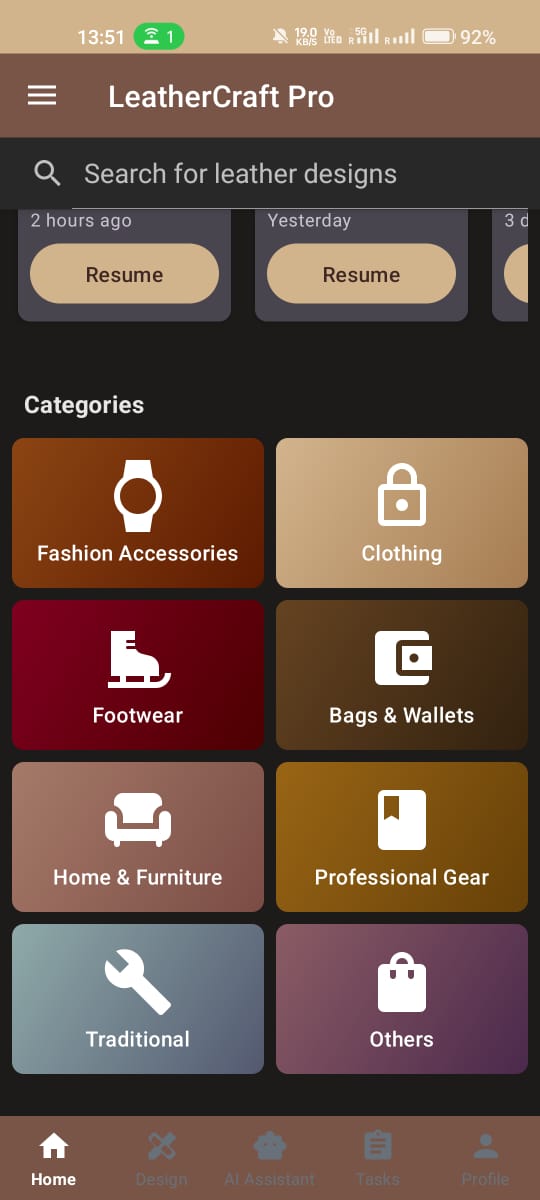 13:51 1 19.0 KB/S Vo LTE 5G R R 92%
LeatherCraft Pro
Search for leather designs
2 hours ago Yesterday 3 d
Resume Resume
Categories
Fashion Accessories Clothing
Footwear Bags & Wallets
Home & Furniture Professional Gear
Traditional Others
Home Design AI Assistant Tasks Profile